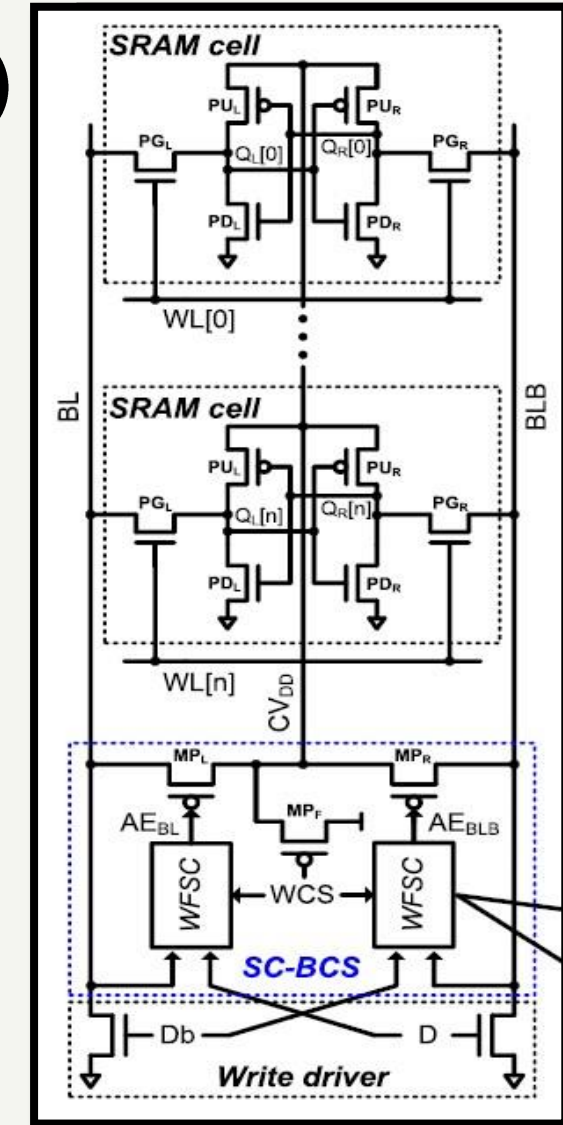 SRAM cell
PUL PUR
PGL QL[0] QR[0] PGR
PDL PDR
WL[0]
BL
BLB
SRAM cell
PUL PUR
PGL QL[n] QR[n] PGR
PDL PDR
WL[n]
CVDD
MPL MPR
MPF
AEBL AEBLB
WFSC WCS WFSC
SC-BCS
Db D
Write driver